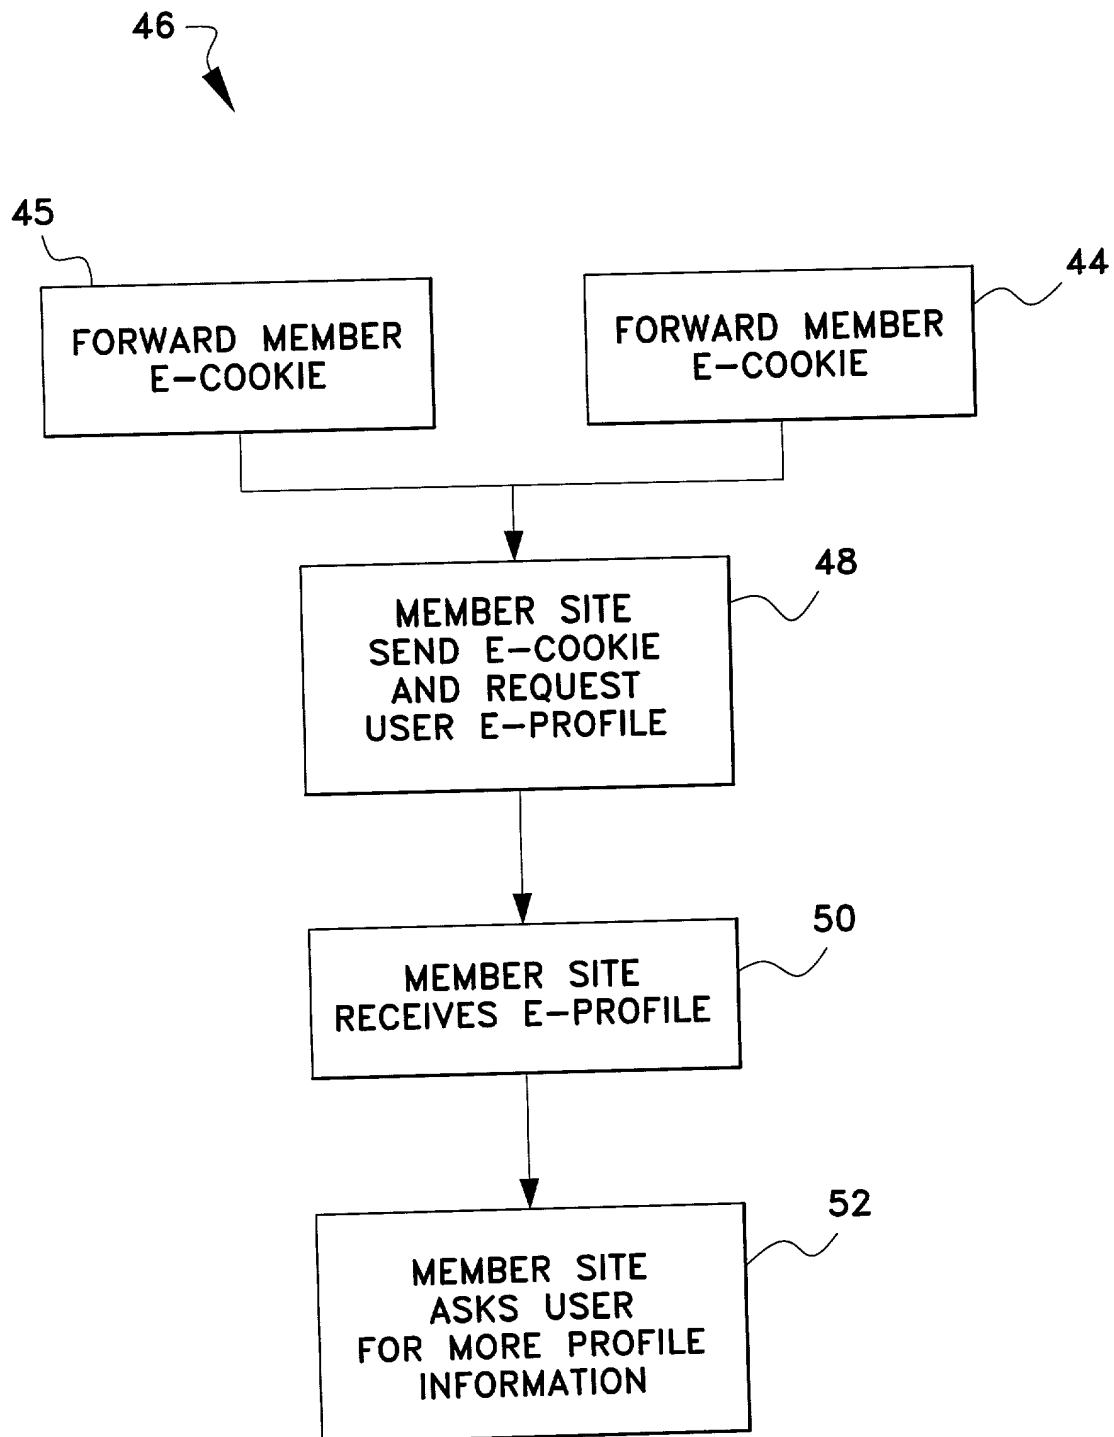 46
45
44
FORWARD MEMBER
E-COOKIE
FORWARD MEMBER
E-COOKIE
48
MEMBER SITE
SEND E-COOKIE
AND REQUEST
USER E-PROFILE
50
MEMBER SITE
RECEIVES E-PROFILE
52
MEMBER SITE
ASKS USER
FOR MORE PROFILE
INFORMATION